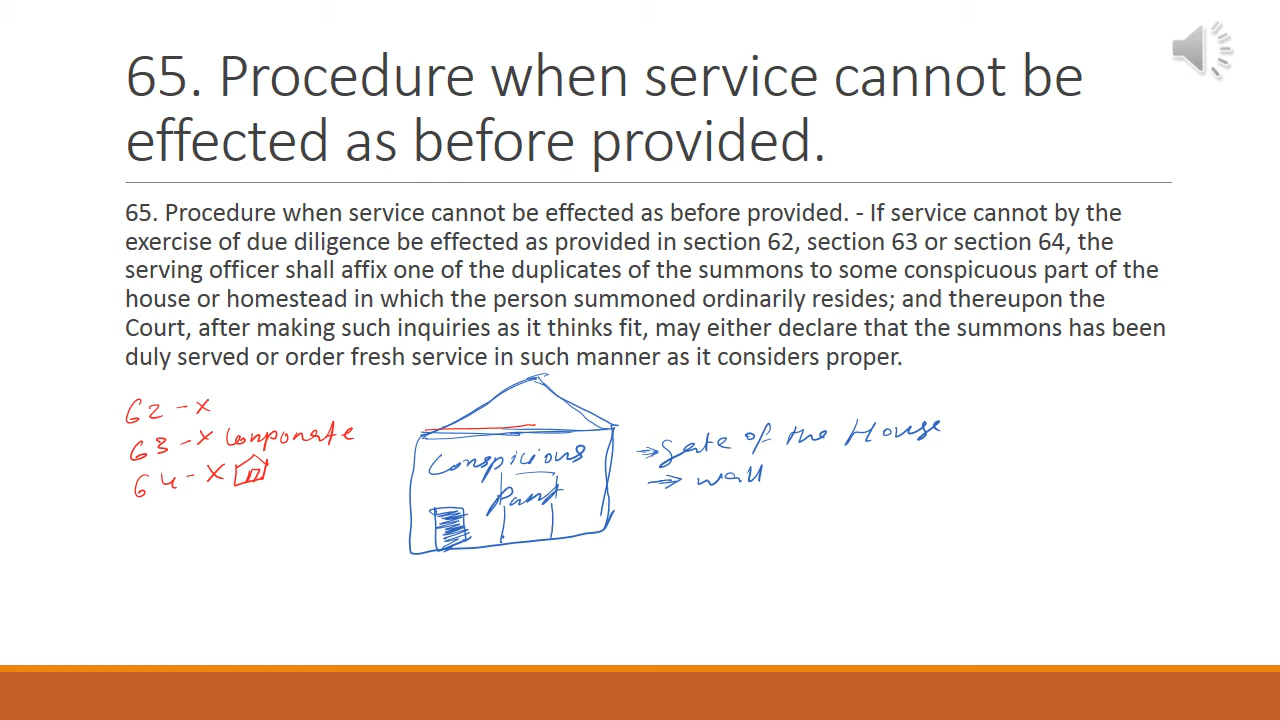 65. Procedure when service cannot be
effected as before provided.
65. Procedure when service cannot be effected as before provided. - If service cannot by the
exercise of due diligence be effected as provided in section 62, section 63 or section 64, the
serving officer shall affix one of the duplicates of the summons to some conspicuous part of the
house or homestead in which the person summoned ordinarily resides; and thereupon the
Court, after making such inquiries as it thinks fit, may either declare that the summons has been
duly served or order fresh service in such manner as it considers proper.
62 - x
63 - x Corporate
64 - x
Conspicious
Part
→ gate of the House
→ wall